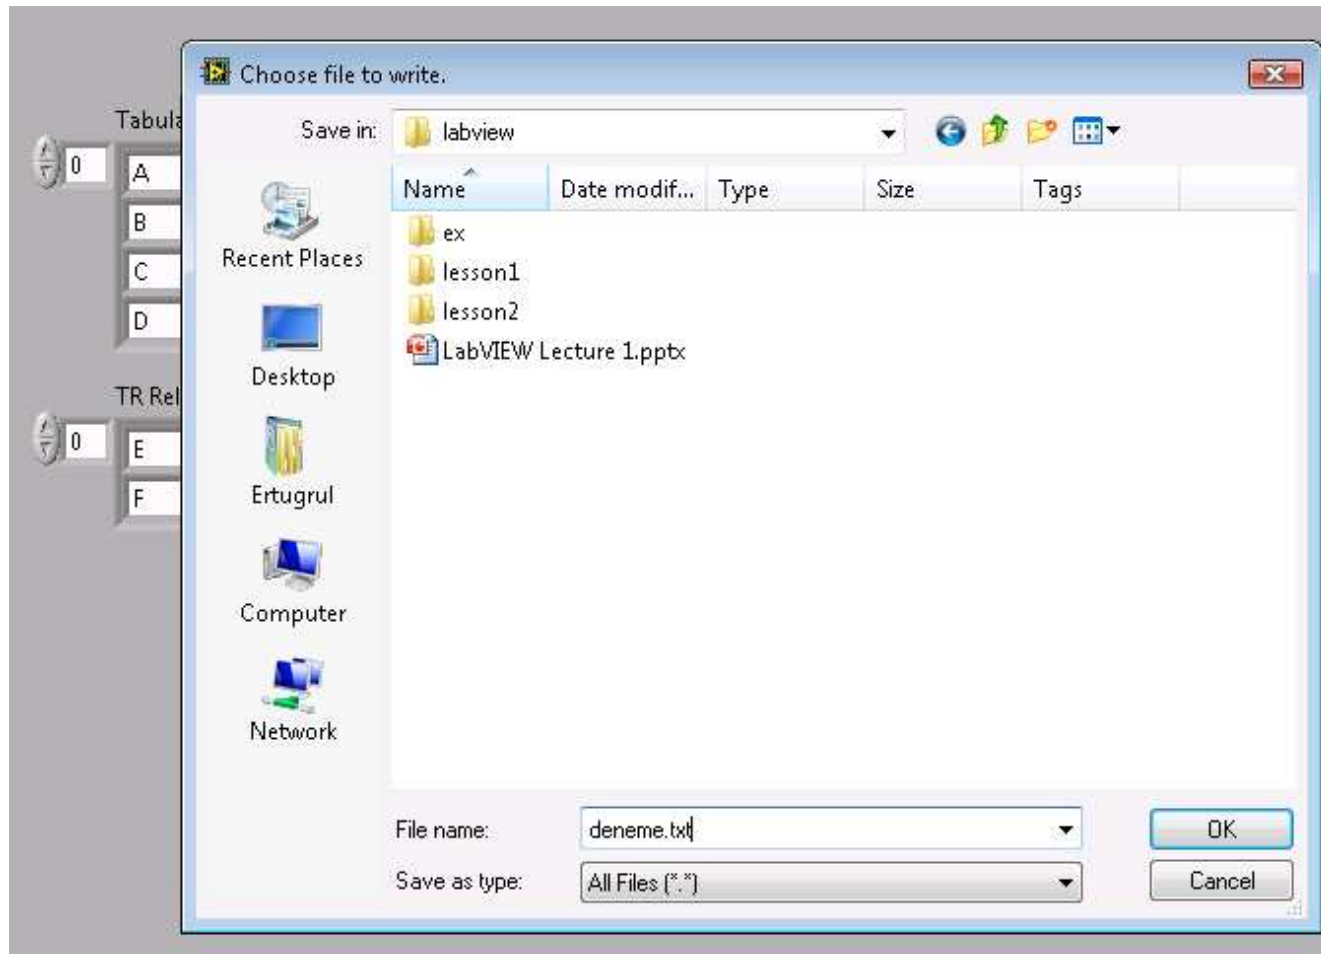 Choose file to write.
Tabula
0
A
B
C
D
TR Rel
0
E
F
Save in:
labview
Name Date modif... Type Size Tags
Recent Places
Desktop
Ertugrul
Computer
Network
ex
lesson1
lesson2
LabVIEW Lecture 1.pptx
File name: deneme.txt OK
Save as type: All Files (*.*) Cancel